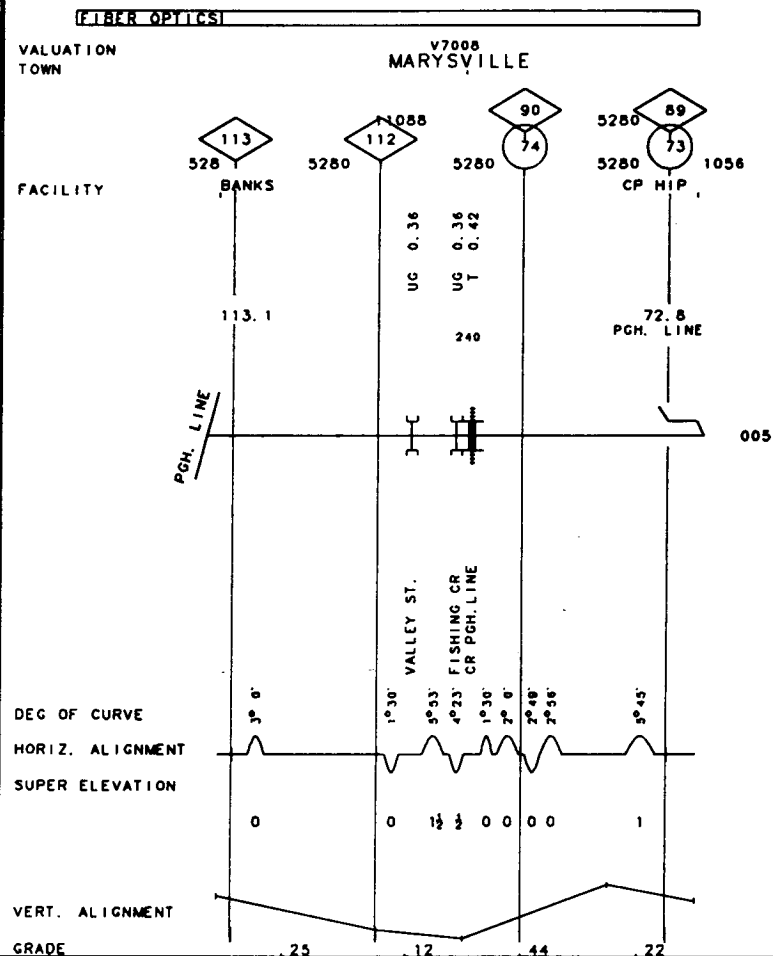 FIBER OPTICS
VALUATION V7008
TOWN MARYSVILLE
11088 90 5280 89
113 112 74 73
528 5280 5280 5280 1056
FACILITY BANKS CP HIP
UG 0.36
UG 0.36
T 0.42
113.1 72.8
PGH. LINE
240
PGH. LINE
005
VALLEY ST.
FISHING CR
CR PGH. LINE
DEG OF CURVE 3° 0' 1°30' 5°53' 4°23' 1°30' 2° 0' 2°48' 2°56' 5°45'
HORIZ. ALIGNMENT
SUPER ELEVATION
0 0 1½ ½ 0 0 0 0 1
VERT. ALIGNMENT
GRADE .25 .12 .44 .22